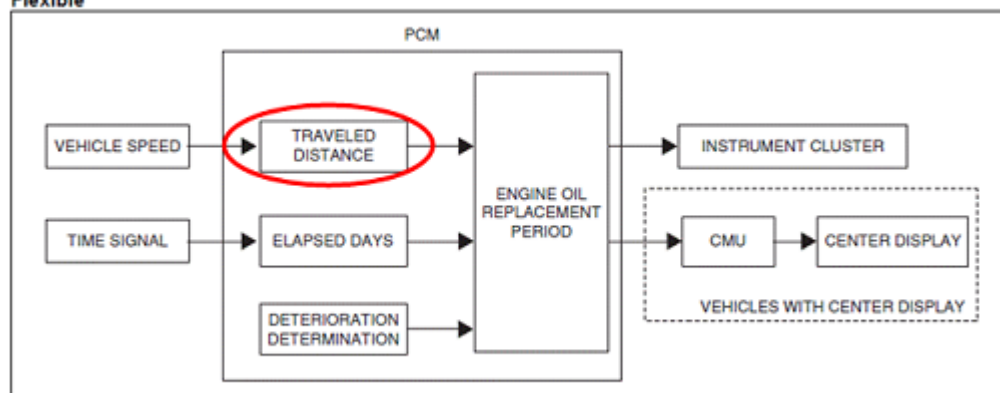 Flexible
PCM
VEHICLE SPEED
TRAVELED
DISTANCE
INSTRUMENT CLUSTER
ENGINE OIL
REPLACEMENT
PERIOD
TIME SIGNAL
ELAPSED DAYS
CMU
CENTER DISPLAY
VEHICLES WITH CENTER DISPLAY
DETERIORATION
DETERMINATION